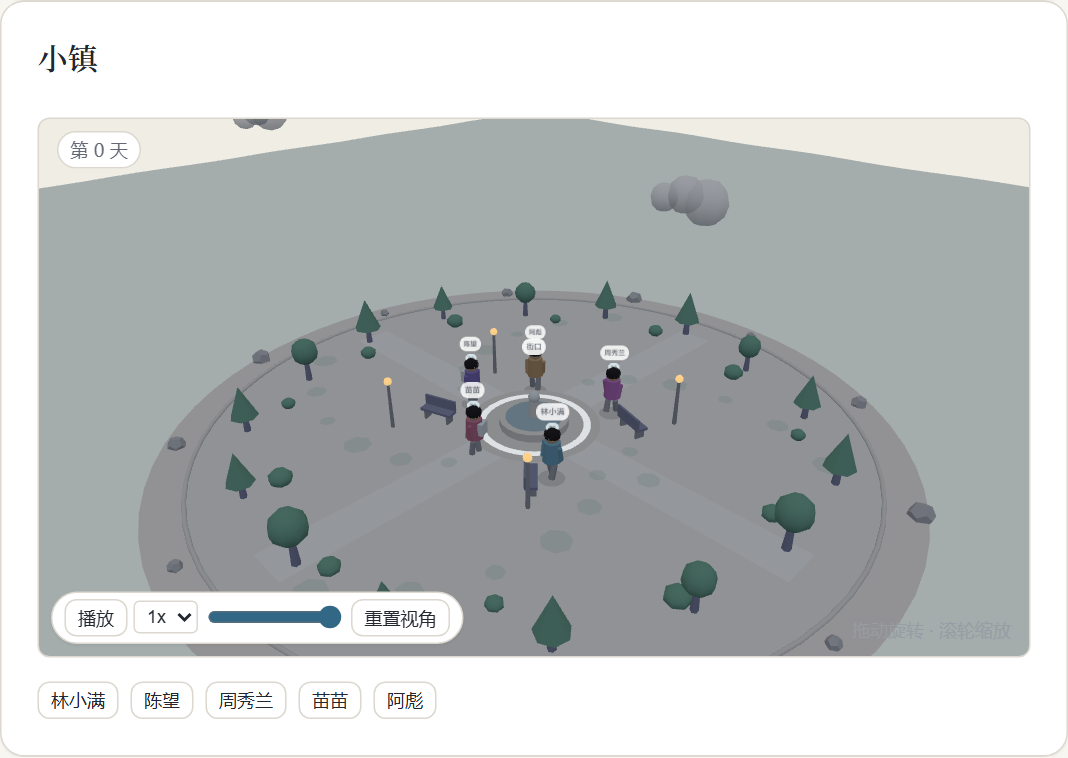 小镇
第 0 天
阿彪
陈望
街口
周秀兰
苗苗
林小满
播放
1x
重置视角
拖动旋转 · 滚轮缩放
林小满
陈望
周秀兰
苗苗
阿彪